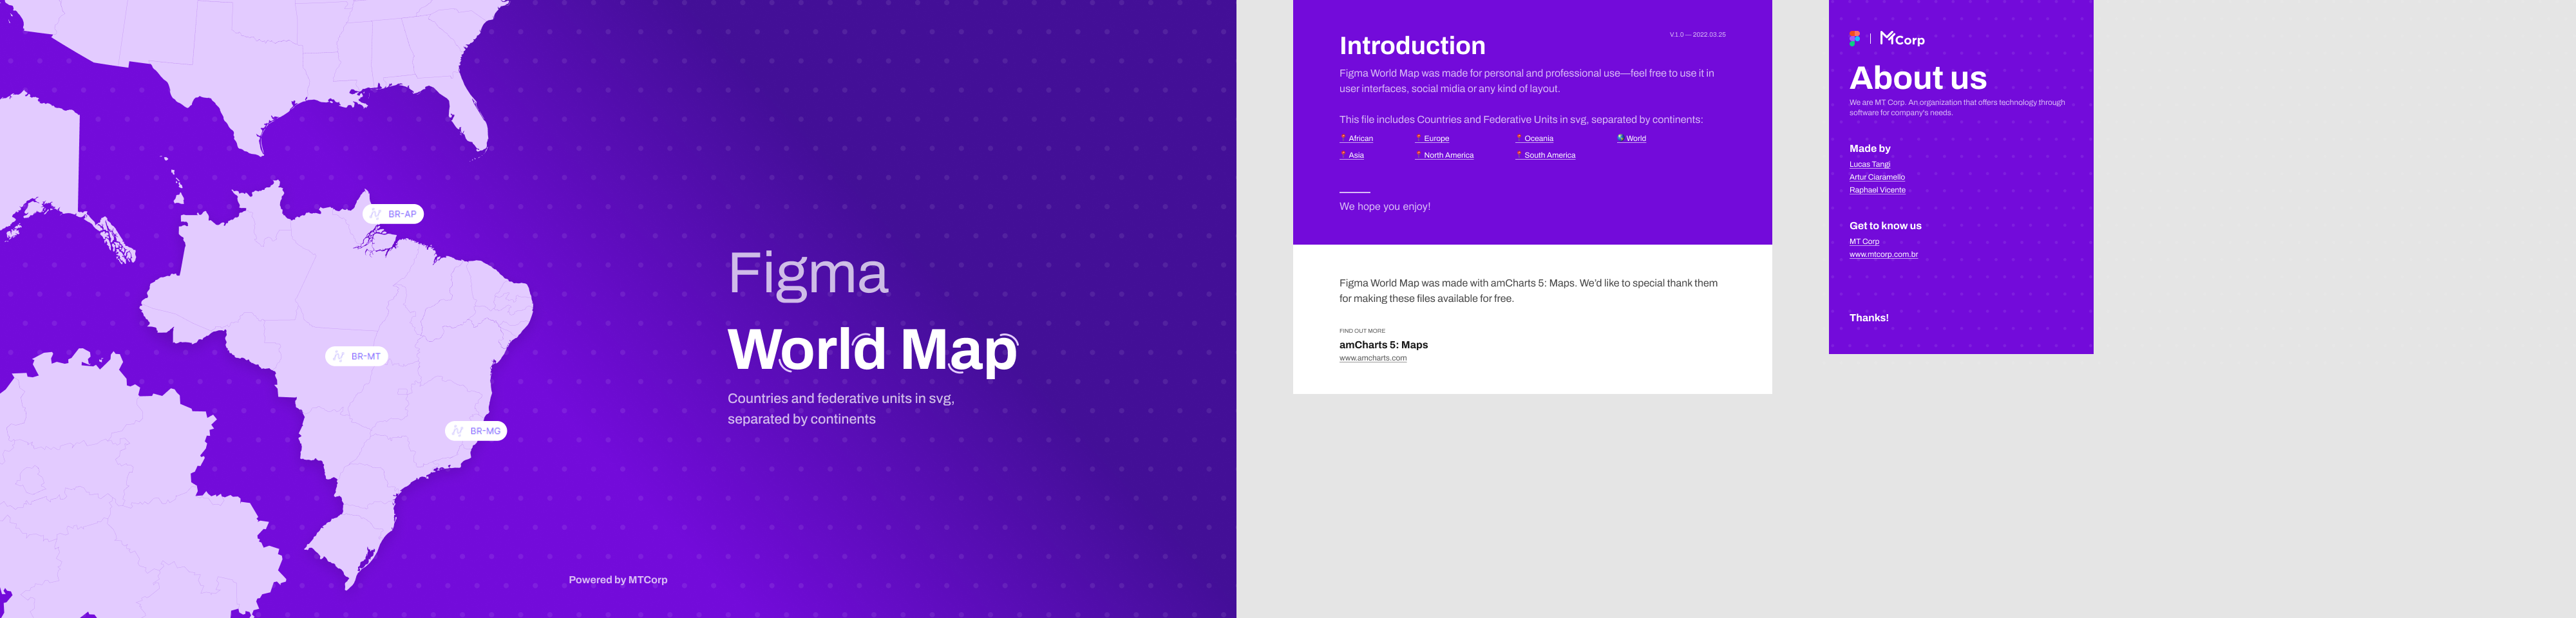 BR-AP
BR-MT
BR-MG
Figma
World Map
Countries and federative units in svg,
separated by continents
Powered by MTCorp
Introduction
V.1.0 — 2022.03.25
Figma World Map was made for personal and professional use—feel free to use it in
user interfaces, social midia or any kind of layout.
This file includes Countries and Federative Units in svg, separated by continents:
African Europe Oceania World
Asia North America South America
We hope you enjoy!
Figma World Map was made with amCharts 5: Maps. We'd like to special thank them
for making these files available for free.
FIND OUT MORE
amCharts 5: Maps
www.amcharts.com
MCorp
About us
We are MT Corp. An organization that offers technology through
software for company's needs.
Made by
Lucas Tangi
Artur Ciaramello
Raphael Vicente
Get to know us
MT Corp
www.mtcorp.com.br
Thanks!